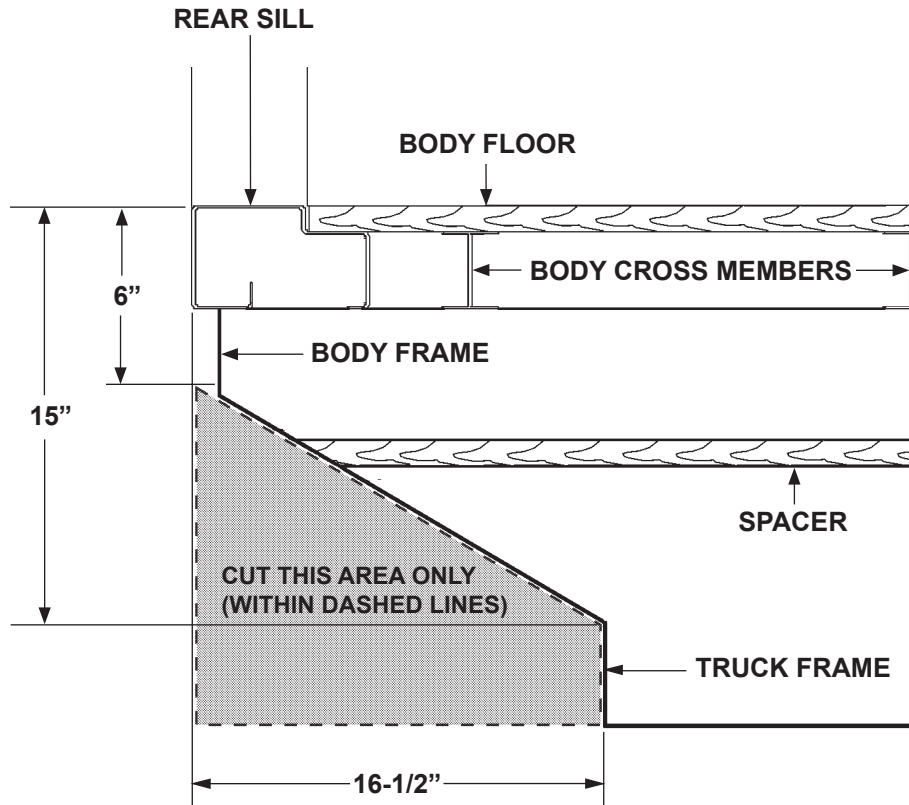 REAR SILL
BODY FLOOR
BODY CROSS MEMBERS
6”
BODY FRAME
15”
SPACER
CUT THIS AREA ONLY
(WITHIN DASHED LINES)
TRUCK FRAME
16-1/2”